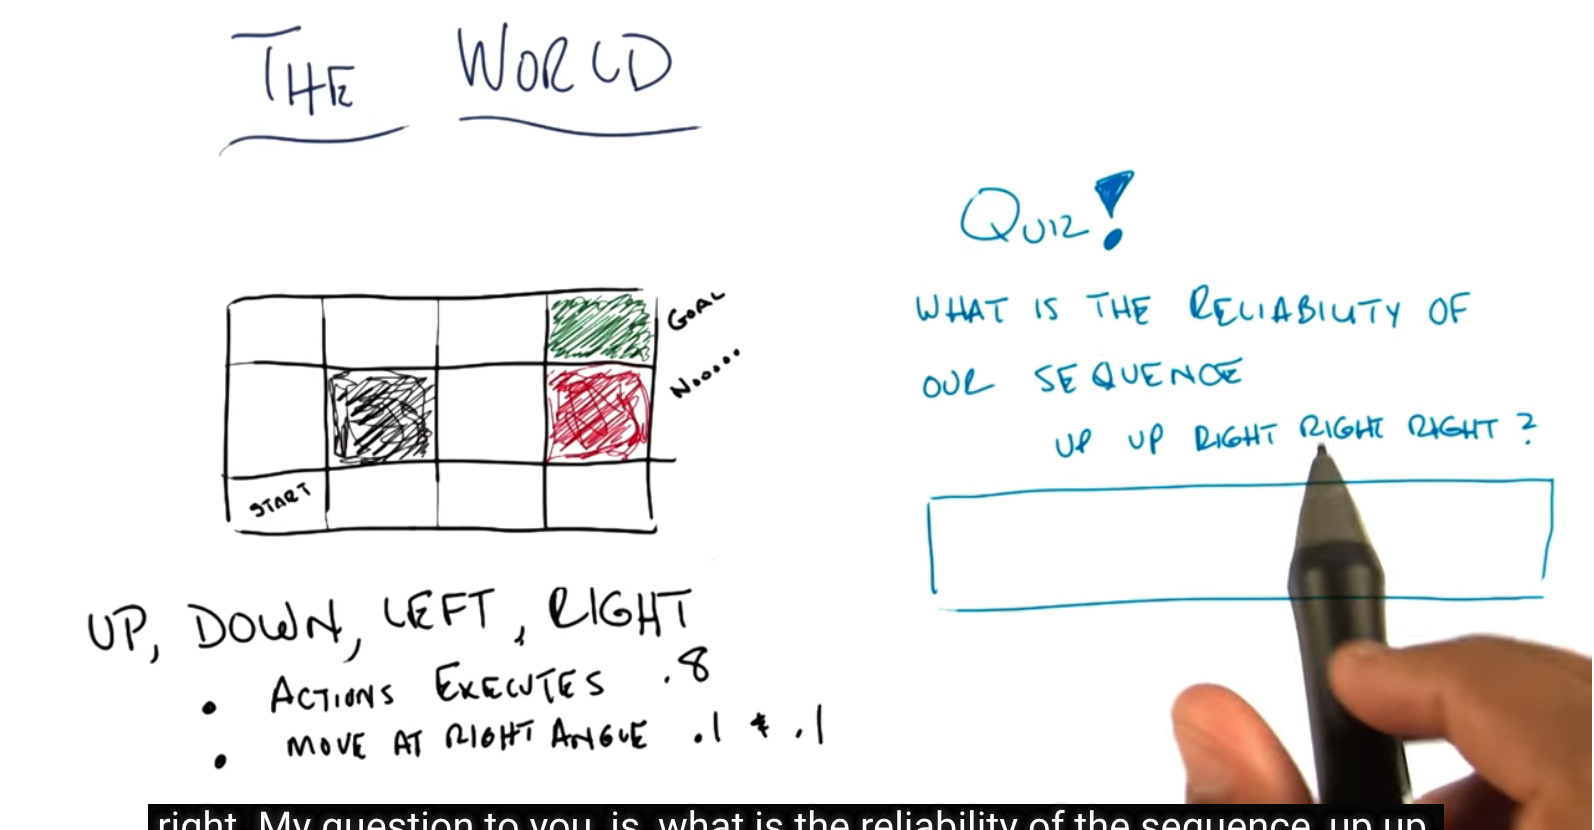 THE WORLD
QUIZ!
WHAT IS THE RELIABILITY OF
OUR SEQUENCE
UP UP RIGHT RIGHT RIGHT ?
GOAL
NOOOOO
START
UP, DOWN, LEFT, RIGHT
• ACTIONS EXECUTES .8
• MOVE AT RIGHT ANGLE .1 & .1
right. My question to you, is, what is the reliability of the sequence, up up